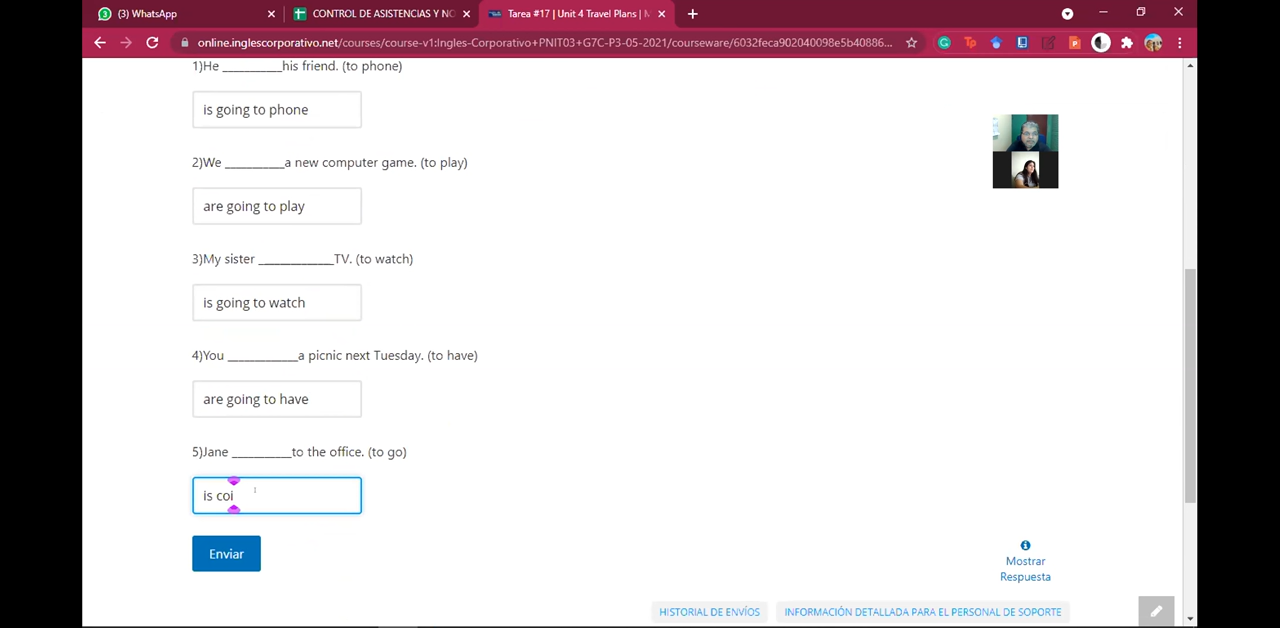 (3) WhatsApp
CONTROL DE ASISTENCIAS Y NO
Tarea #17 | Unit 4 Travel Plans |
online.inglescorporativo.net/courses/course-v1:Ingles-Corporativo+PNIT03+G7C-P3-05-2021/courseware/6032feca902040098e5b40886...
1)He __________his friend. (to phone)
is going to phone
2)We __________a new computer game. (to play)
are going to play
3)My sister ____________TV. (to watch)
is going to watch
4)You ____________a picnic next Tuesday. (to have)
are going to have
5)Jane __________to the office. (to go)
is coi
Enviar
Mostrar
Respuesta
HISTORIAL DE ENVÍOS
INFORMACIÓN DETALLADA PARA EL PERSONAL DE SOPORTE